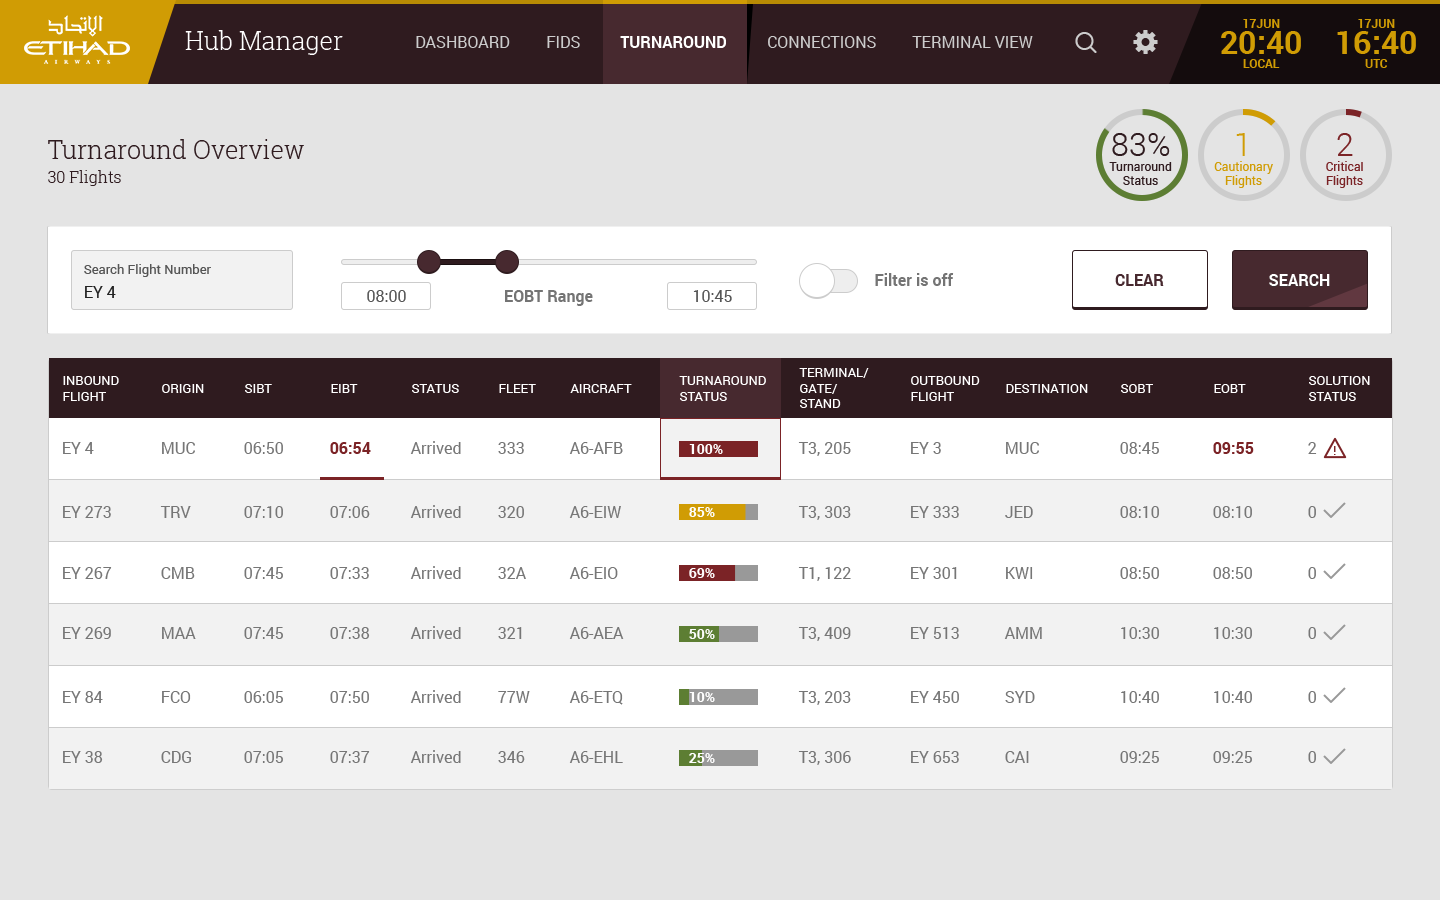 الإتحاد
ETIHAD
AIRWAYS
Hub Manager
DASHBOARD
FIDS
TURNAROUND
CONNECTIONS
TERMINAL VIEW
17JUN
20:40
LOCAL
17JUN
16:40
UTC
Turnaround Overview
30 Flights
83%
Turnaround
Status
1
Cautionary
Flights
2
Critical
Flights
Search Flight Number
EY 4
08:00
EOBT Range
10:45
Filter is off
CLEAR
SEARCH
INBOUND FLIGHT ORIGIN SIBT EIBT STATUS FLEET AIRCRAFT TURNAROUND STATUS TERMINAL/ GATE/ STAND OUTBOUND FLIGHT DESTINATION SOBT EOBT SOLUTION STATUS
EY 4 MUC 06:50 06:54 Arrived 333 A6-AFB 100% T3, 205 EY 3 MUC 08:45 09:55 2
EY 273 TRV 07:10 07:06 Arrived 320 A6-EIW 85% T3, 303 EY 333 JED 08:10 08:10 0
EY 267 CMB 07:45 07:33 Arrived 32A A6-EIO 69% T1, 122 EY 301 KWI 08:50 08:50 0
EY 269 MAA 07:45 07:38 Arrived 321 A6-AEA 50% T3, 409 EY 513 AMM 10:30 10:30 0
EY 84 FCO 06:05 07:50 Arrived 77W A6-ETQ 10% T3, 203 EY 450 SYD 10:40 10:40 0
EY 38 CDG 07:05 07:37 Arrived 346 A6-EHL 25% T3, 306 EY 653 CAI 09:25 09:25 0